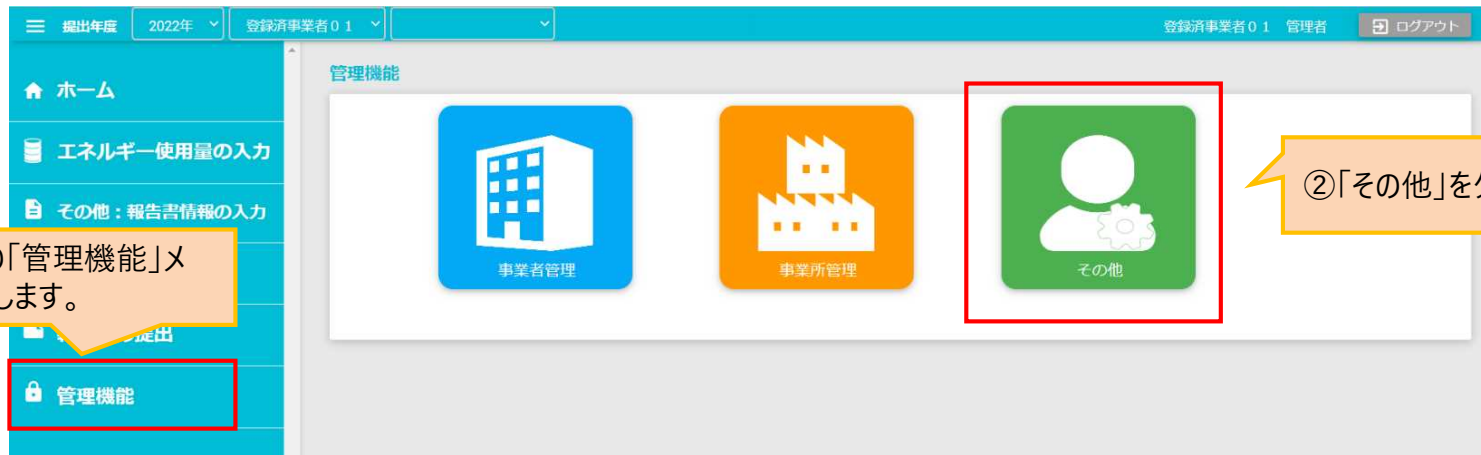 提出年度 2022年 登録済事業者01 登録済事業者01 管理者 ログアウト
ホーム
エネルギー使用量の入力
その他：報告書情報の入力
「管理機能」メ
します。
提出
管理機能
管理機能
事業者管理
事業所管理
その他
②「その他」を